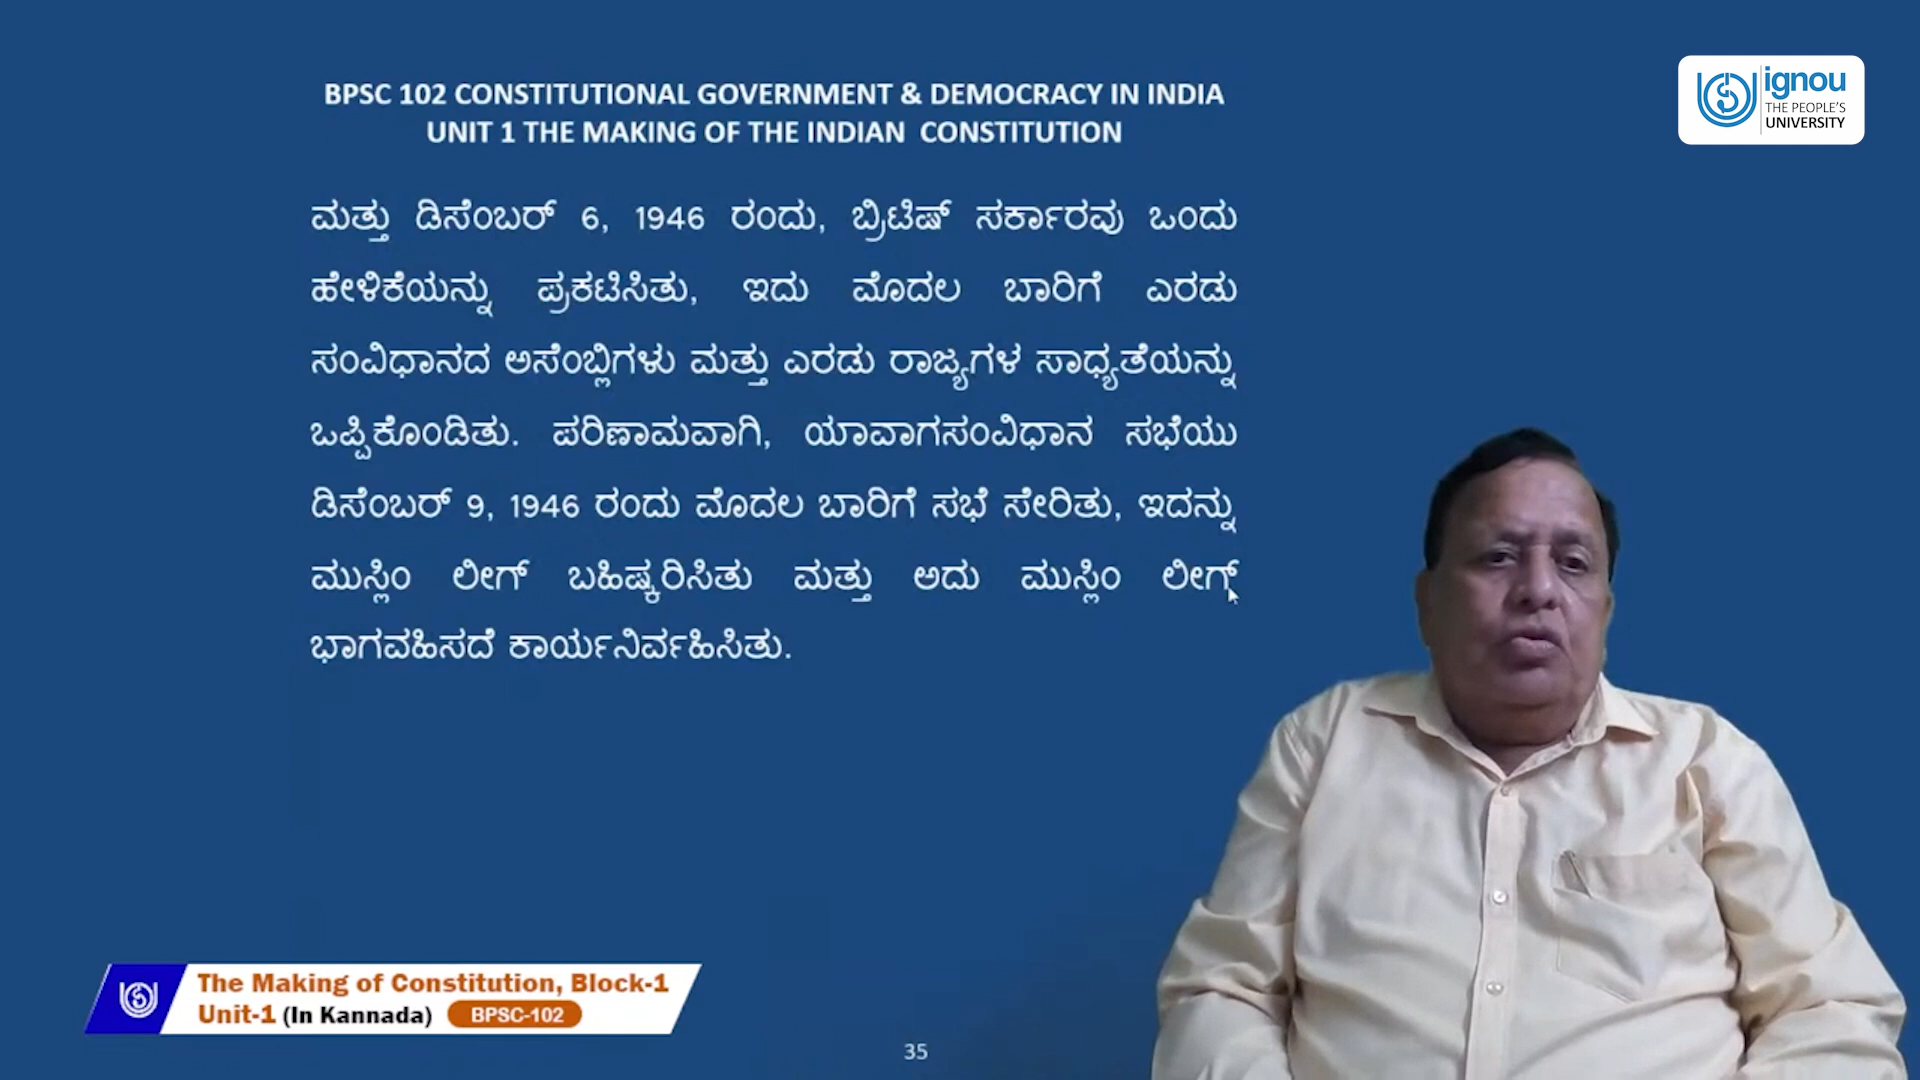 BPSC 102 CONSTITUTIONAL GOVERNMENT & DEMOCRACY IN INDIA
UNIT 1 THE MAKING OF THE INDIAN CONSTITUTION
ignou
THE PEOPLE'S
UNIVERSITY
ಮತ್ತು ಡಿಸೆಂಬರ್ 6, 1946 ರಂದು, ಬ್ರಿಟಿಷ್ ಸರ್ಕಾರವು ಒಂದು
ಹೇಳಿಕೆಯನ್ನು ಪ್ರಕಟಿಸಿತು, ಇದು ಮೊದಲ ಬಾರಿಗೆ ಎರಡು
ಸಂವಿಧಾನದ ಅಸೆಂಬ್ಲಿಗಳು ಮತ್ತು ಎರಡು ರಾಜ್ಯಗಳ ಸಾಧ್ಯತೆಯನ್ನು
ಒಪ್ಪಿಕೊಂಡಿತು. ಪರಿಣಾಮವಾಗಿ, ಯಾವಾಗಸಂವಿಧಾನ ಸಭೆಯು
ಡಿಸೆಂಬರ್ 9, 1946 ರಂದು ಮೊದಲ ಬಾರಿಗೆ ಸಭೆ ಸೇರಿತು, ಇದನ್ನು
ಮುಸ್ಲಿಂ ಲೀಗ್ ಬಹಿಷ್ಕರಿಸಿತು ಮತ್ತು ಅದು ಮುಸ್ಲಿಂ ಲೀಗ್
ಭಾಗವಹಿಸದೆ ಕಾರ್ಯನಿರ್ವಹಿಸಿತು.
The Making of Constitution, Block-1
Unit-1 (In Kannada) BPSC-102
35